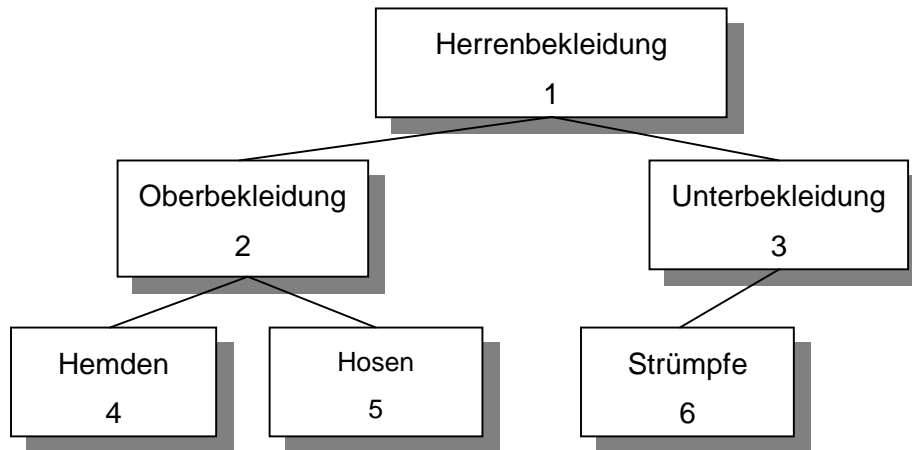 Herrenbekleidung
1
Oberbekleidung
2
Unterbekleidung
3
Hemden
4
Hosen
5
Strümpfe
6